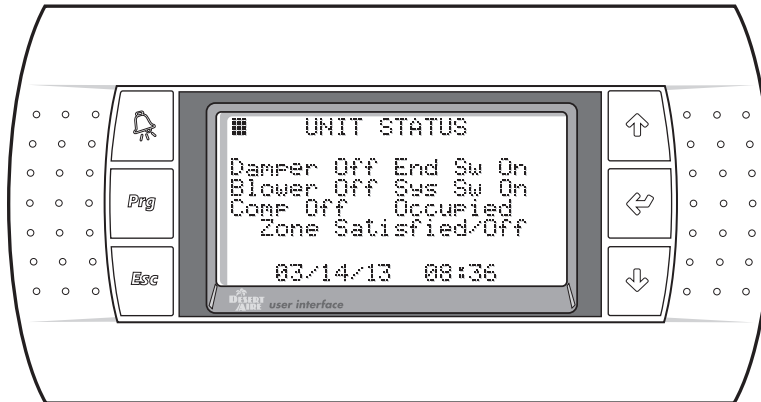 UNIT STATUS
Damper Off End Sw On
Blower Off Sys Sw On
Comp Off Occupied
Zone Satisfied/Off
03/14/13 08:36
Prg
Esc
DESERT AIRE user interface